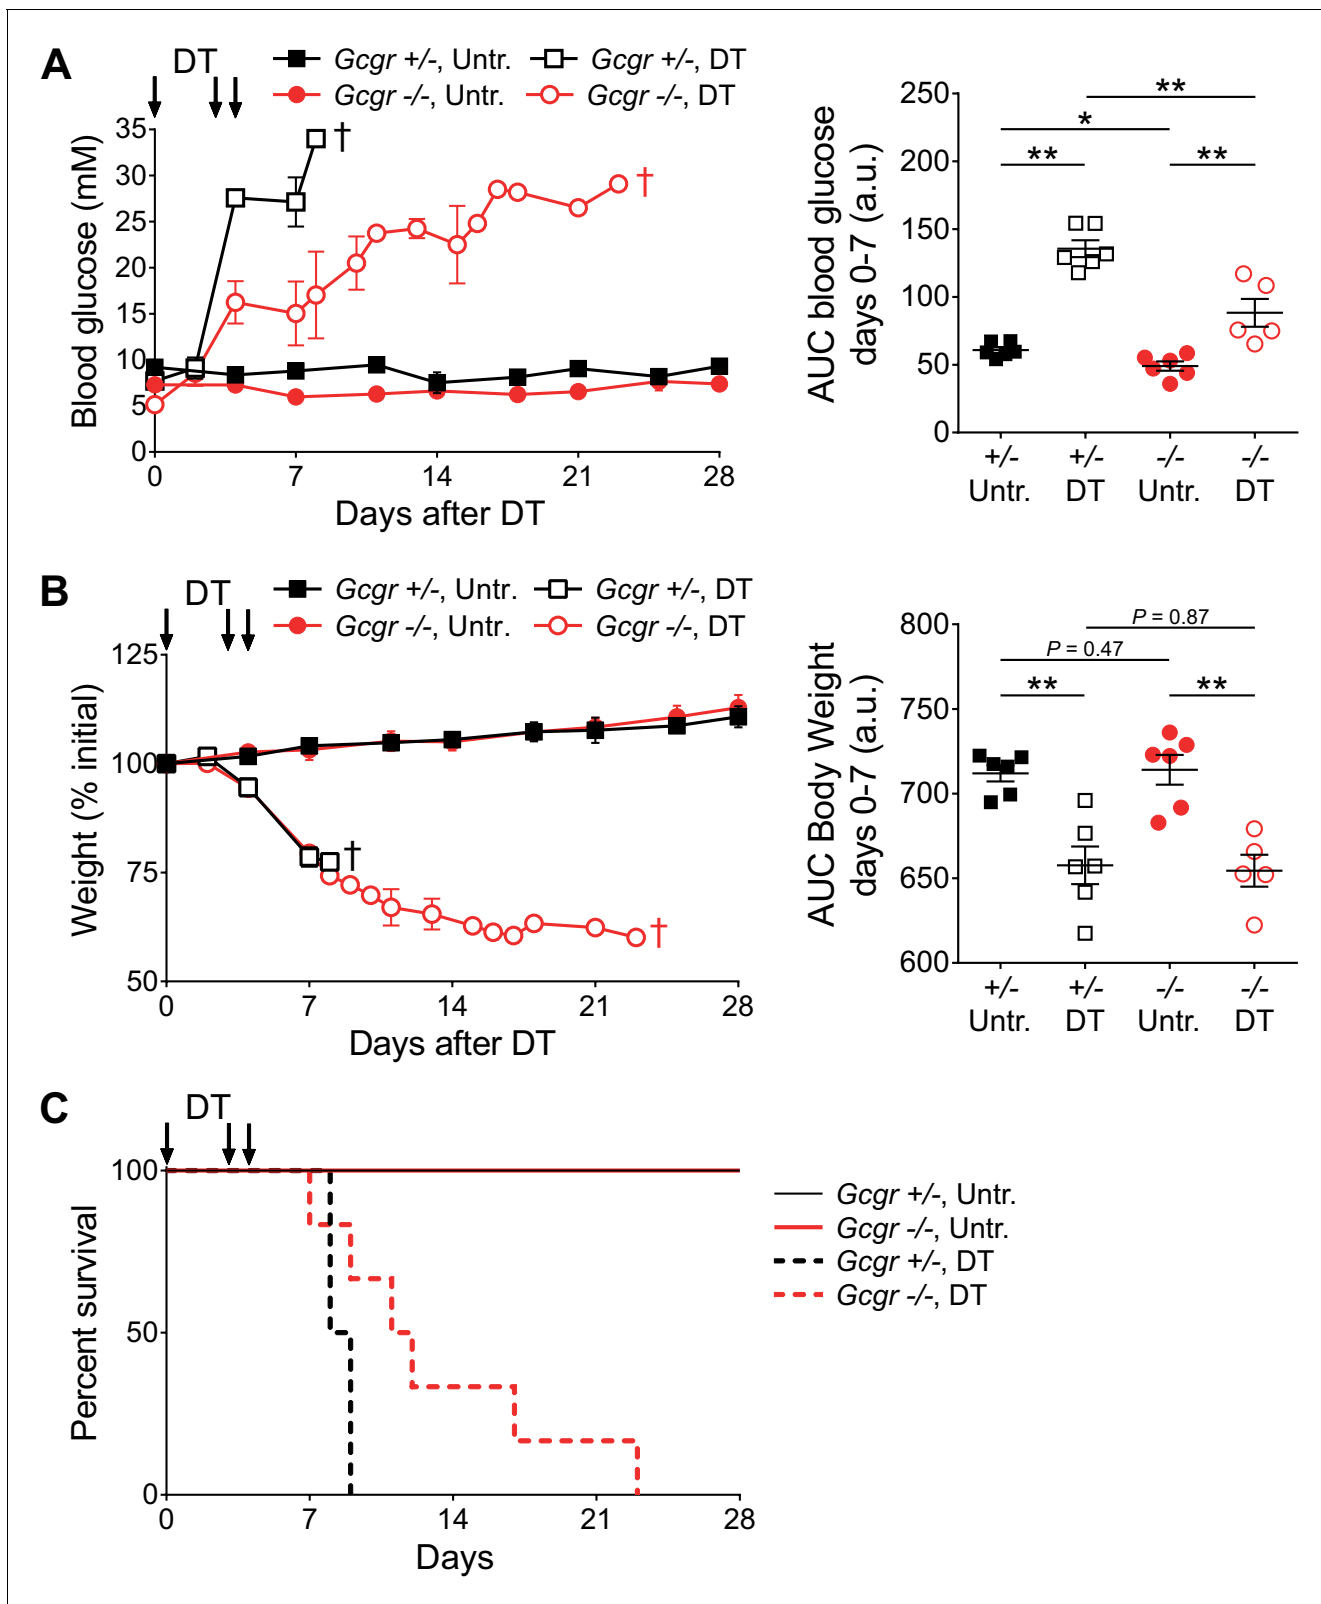 A
DT
Gcgr +/-, Untr.
Gcgr +/-, DT
Gcgr -/-, Untr.
Gcgr -/-, DT
Blood glucose (mM)
35
30
25
20
15
10
5
0
†
†
0 7 14 21 28
Days after DT
AUC blood glucose
days 0-7 (a.u.)
250
200
150
100
50
0
**
*
** **
+/- +/- -/- -/-
Untr. DT Untr. DT
B
DT
Gcgr +/-, Untr.
Gcgr +/-, DT
Gcgr -/-, Untr.
Gcgr -/-, DT
Weight (% initial)
125
100
75
50
†
†
0 7 14 21 28
Days after DT
AUC Body Weight
days 0-7 (a.u.)
800
750
700
650
600
P = 0.87
P = 0.47
** **
+/- +/- -/- -/-
Untr. DT Untr. DT
C
DT
Percent survival
100
50
0
0 7 14 21 28
Days
Gcgr +/-, Untr.
Gcgr -/-, Untr.
Gcgr +/-, DT
Gcgr -/-, DT